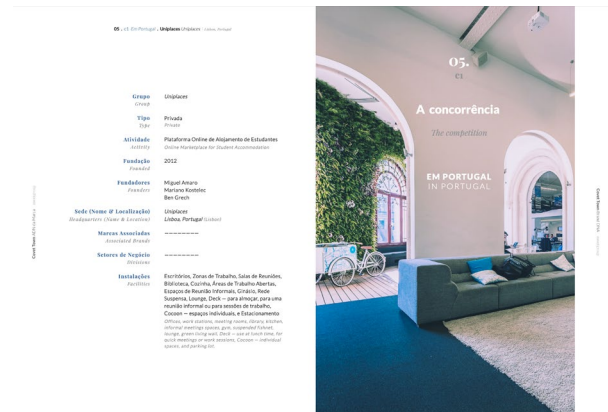 05 . c1. Em Portugal . Uniplaces Uniplaces - Lisboa, Portugal
Grupo
Group
Uniplaces
Tipo
Type
Privada
Private
Atividade
Activity
Plataforma Online de Alojamento de Estudantes
Online Marketplace for Student Accommodation
Fundação
Founded
2012
Fundadores
Founders
Miguel Amaro
Mariano Kostelec
Ben Grech
Sede (Nome & Localização)
Headquarters (Name & Location)
Uniplaces
Lisboa, Portugal (Lisbon)
Marcas Associados
Associated Brands
————————
Setores de Negócio
Divisions
————————
Instalações
Facilities
Escritórios, Zonas de Trabalho, Salas de Reuniões,
Biblioteca, Cozinha, Áreas de Trabalho Abertas,
Espaços de Reunião Informais, Ginásio, Rede
Suspensa, Lounge, Deck — para almoçar, para uma
reunião informal ou para sessões de trabalho,
Cocoon — espaços individuais, e Estacionamento
Offices, work stations, meeting rooms, library, kitchen,
informal meetings spaces, gym, suspended fishnet,
lounge, green living wall, Deck — use at lunch time, for
quick meetings or work sessions, Cocoon — individual
spaces, and parking lot
05.
c1
A concorrência
The competition
EM PORTUGAL
IN PORTUGAL